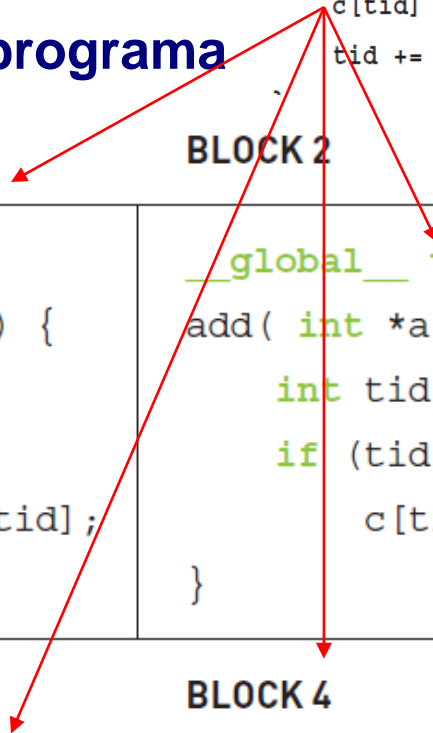 c[tid]
programa
tid +=
BLOCK 2
__global__
) {
add( int *a
int tid
if (tid
tid];
c[t
}
BLOCK 4